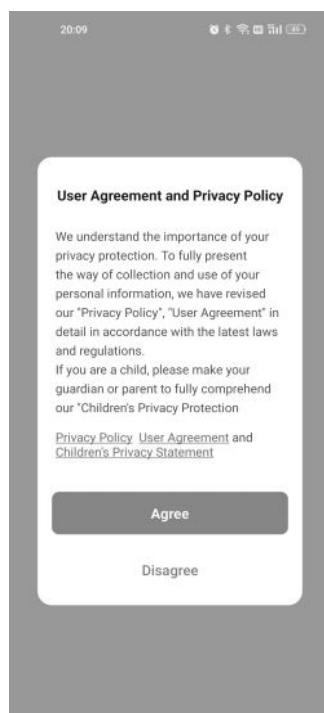 20:09
User Agreement and Privacy Policy
We understand the importance of your
privacy protection. To fully present
the way of collection and use of your
personal information, we have revised
our "Privacy Policy", "User Agreement" in
detail in accordance with the latest laws
and regulations.
If you are a child, please make your
guardian or parent to fully comprehend
our "Children's Privacy Protection
Privacy Policy User Agreement and
Children's Privacy Statement
Agree
Disagree